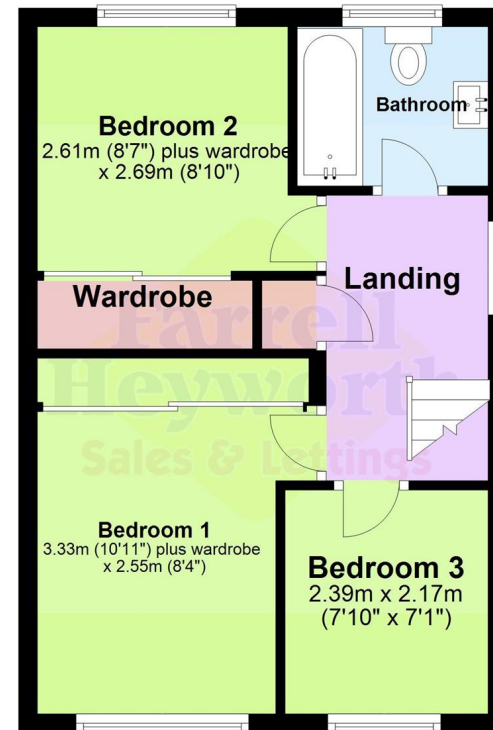 Bedroom 2
2.61m (8'7") plus wardrobe
x 2.69m (8'10")
Bathroom
Wardrobe
Landing
Farrell
Heyworth
Sales & Lettings
Bedroom 1
3.33m (10'11") plus wardrobe
x 2.55m (8'4")
Bedroom 3
2.39m x 2.17m
(7'10" x 7'1")